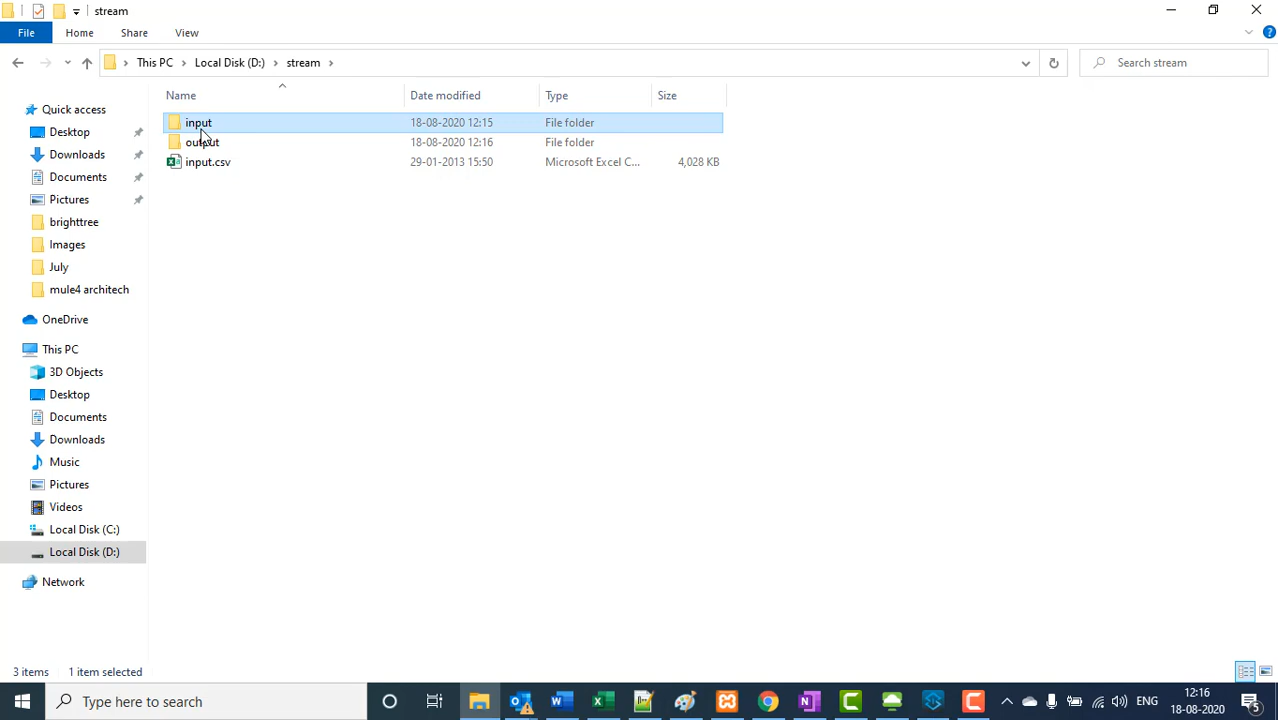 stream
File Home Share View
This PC Local Disk (D:) stream Search stream
Name Date modified Type Size
input 18-08-2020 12:15 File folder
output 18-08-2020 12:16 File folder
input.csv 29-01-2013 15:50 Microsoft Excel C... 4,028 KB
Quick access
Desktop
Downloads
Documents
Pictures
brighttree
Images
July
mule4 architech
OneDrive
This PC
3D Objects
Desktop
Documents
Downloads
Music
Pictures
Videos
Local Disk (C:)
Local Disk (D:)
Network
3 items 1 item selected
Type here to search ENG 12:16
18-08-2020 5